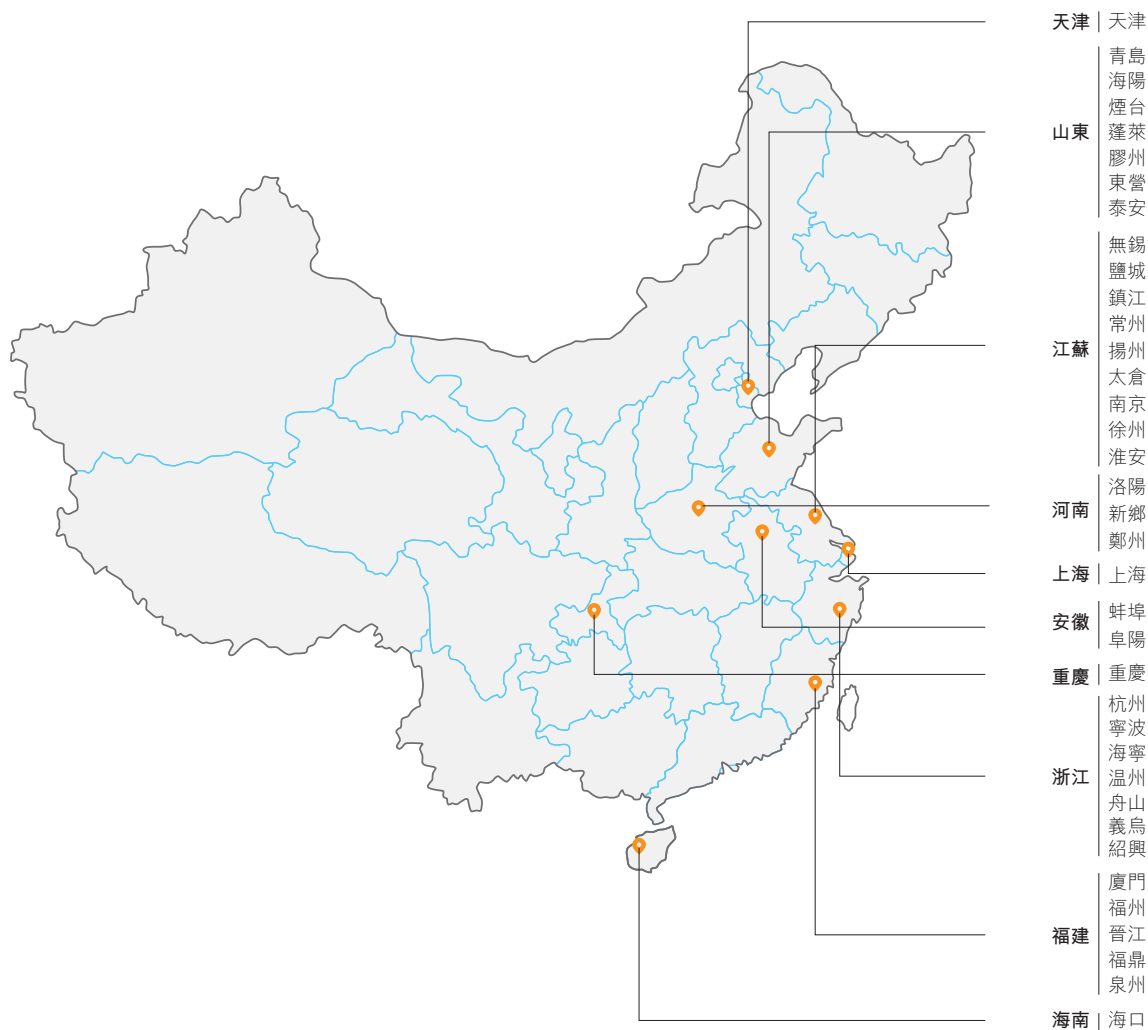 天津 天津
青島
海陽
煙台
山東 蓬萊
膠州
東營
泰安
無錫
鹽城
鎮江
常州
江蘇 揚州
太倉
南京
徐州
淮安
洛陽
河南 新鄉
鄭州
上海 上海
安徽 蚌埠
阜陽
重慶 重慶
杭州
寧波
海寧
浙江 温州
舟山
義烏
紹興
廈門
福州
福建 晉江
福鼎
泉州
海南 海口